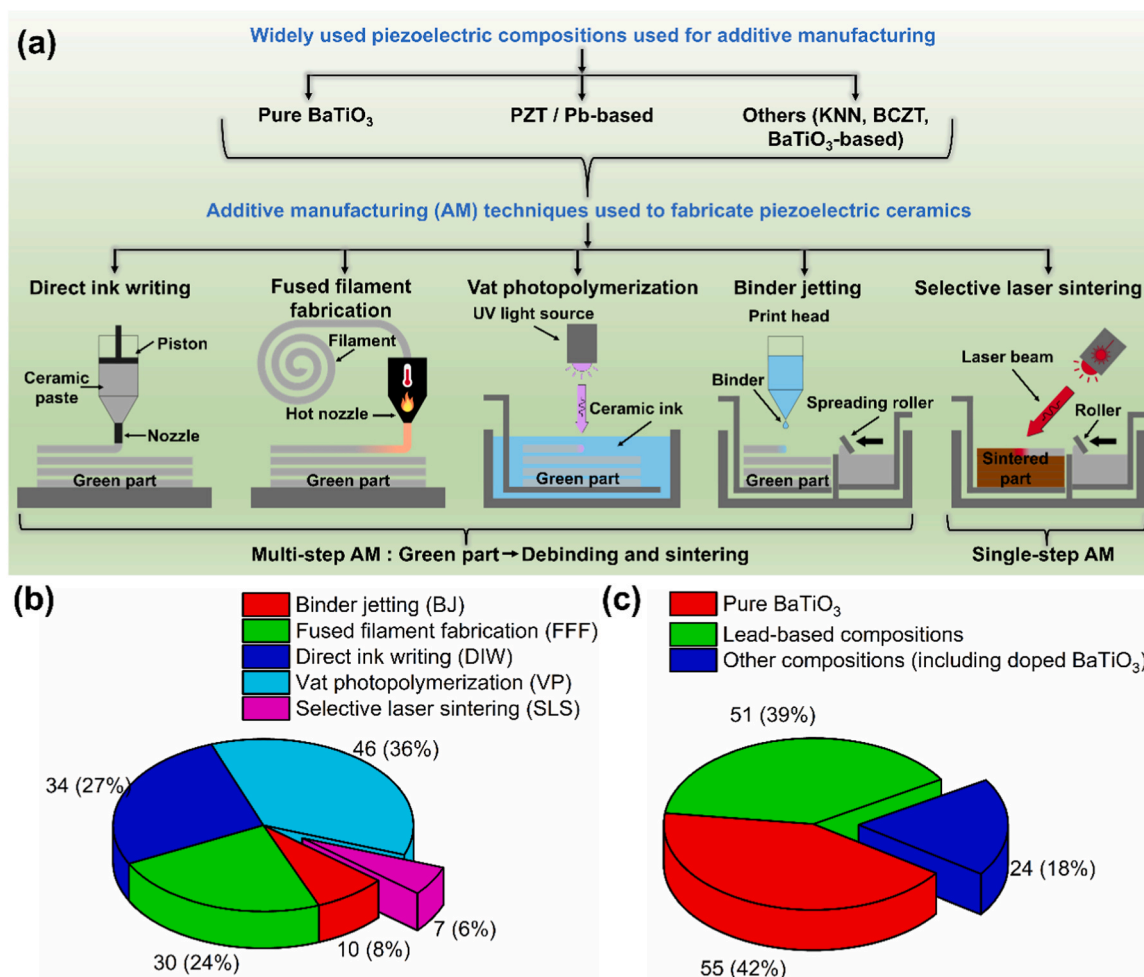 (a)
Widely used piezoelectric compositions used for additive manufacturing
Pure BaTiO₃
PZT / Pb-based
Others (KNN, BCZT,
BaTiO₃-based)
Additive manufacturing (AM) techniques used to fabricate piezoelectric ceramics
Direct ink writing
Piston
Ceramic
paste
Nozzle
Green part
Fused filament
fabrication
Filament
Hot nozzle
Green part
Vat photopolymerization
UV light source
Ceramic ink
Green part
Binder jetting
Print head
Binder
Spreading roller
Green part
Selective laser sintering
Laser beam
Roller
Sintered
part
Multi-step AM : Green part→Debinding and sintering
Single-step AM
(b)
Binder jetting (BJ)
Fused filament fabrication (FFF)
Direct ink writing (DIW)
Vat photopolymerization (VP)
Selective laser sintering (SLS)
46 (36%)
34 (27%)
7 (6%)
10 (8%)
30 (24%)
(c)
Pure BaTiO₃
Lead-based compositions
Other compositions (including doped BaTiO₃)
51 (39%)
24 (18%)
55 (42%)